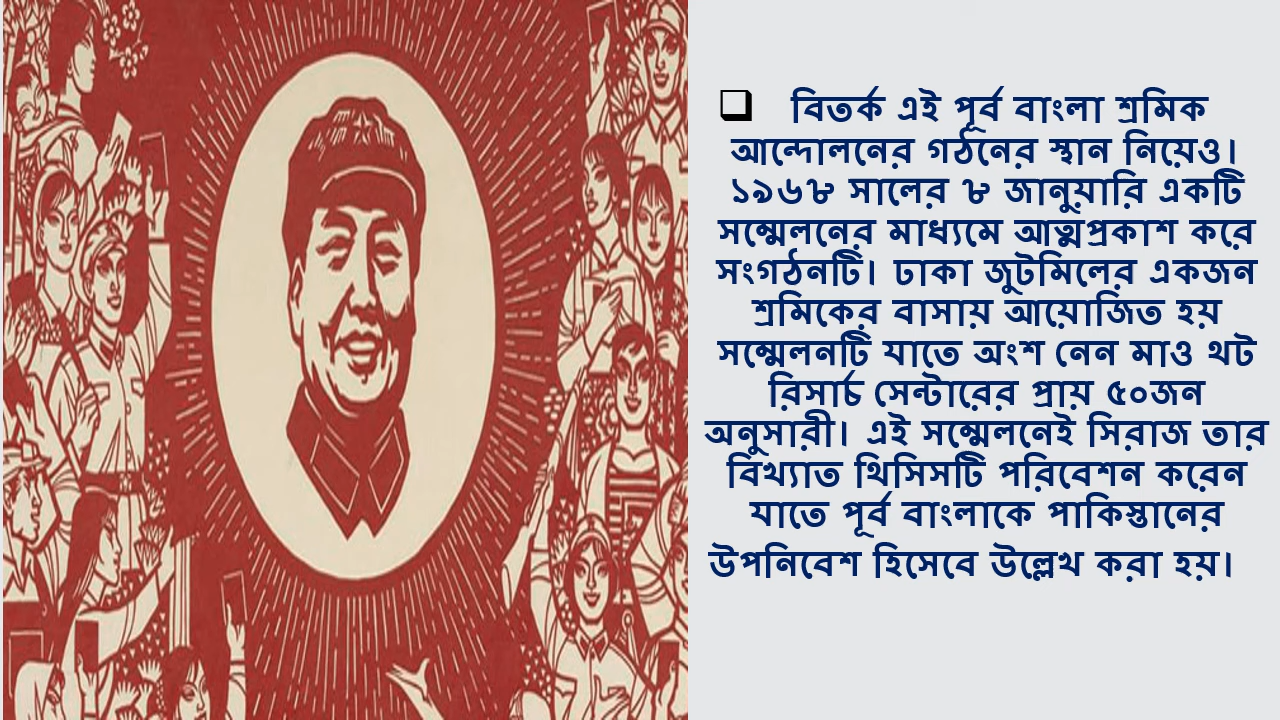 ❑ বিতর্ক এই পূর্ব বাংলা শ্রমিক
আন্দোলনের গঠনের স্থান নিয়েও।
১৯৬৮ সালের ৮ জানুয়ারি একটি
সম্মেলনের মাধ্যমে আত্মপ্রকাশ করে
সংগঠনটি। ঢাকা জুটমিলের একজন
শ্রমিকের বাসায় আয়োজিত হয়
সম্মেলনটি যাতে অংশ নেন মাও থট
রিসার্চ সেন্টারের প্রায় ৫০জন
অনুসারী। এই সম্মেলনেই সিরাজ তার
বিখ্যাত থিসিসটি পরিবেশন করেন
যাতে পূর্ব বাংলাকে পাকিস্তানের
উপনিবেশ হিসেবে উল্লেখ করা হয়।